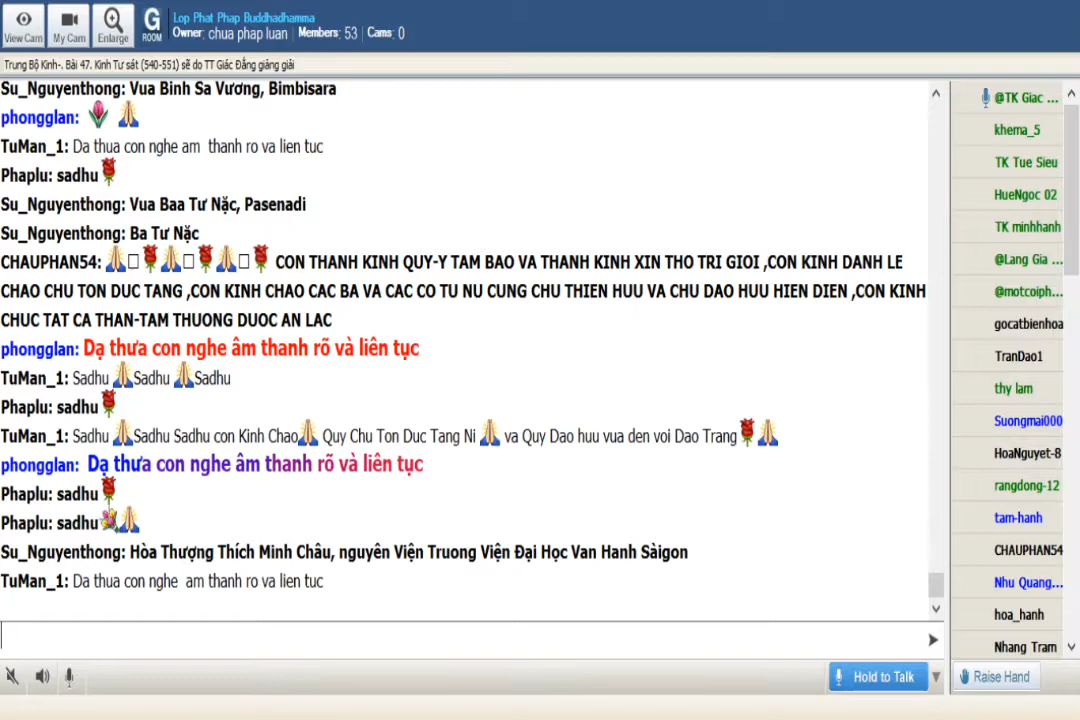 View Cam
My Cam
Enlarge
G
ROOM
Lop Phat Phap Buddhadhamma
Owner: chua phap luan | Members: 53 | Cams: 0
Trung Bộ Kinh-. Bài 47. Kinh Tư sát (540-551) sẽ do TT Giác Đẳng giảng giải
Su_Nguyenthong: Vua Bình Sa Vương, Bimbisara
phongglan:
TuMan_1: Da thua con nghe am thanh ro va lien tuc
Phaplu: sadhu
Su_Nguyenthong: Vua Baa Tư Nặc, Pasenadi
Su_Nguyenthong: Ba Tư Nặc
CHAUPHAN54: CON THANH KINH QUY-Y TAM BAO VA THANH KINH XIN THO TRI GIOI ,CON KINH DANH LE
CHAO CHU TON DUC TANG ,CON KINH CHAO CAC BA VA CAC CO TU NU CUNG CHU THIEN HUU VA CHU DAO HUU HIEN DIEN ,CON KINH
CHUC TAT CA THAN-TAM THUONG DUOC AN LAC
phongglan: Dạ thưa con nghe âm thanh rõ và liên tục
TuMan_1: Sadhu Sadhu Sadhu
Phaplu: sadhu
TuMan_1: Sadhu Sadhu Sadhu con Kinh Chao Quy Chu Ton Duc Tang Ni va Quy Dao huu vua den voi Dao Trang
phongglan: Dạ thưa con nghe âm thanh rõ và liên tục
Phaplu: sadhu
Phaplu: sadhu
Su_Nguyenthong: Hòa Thượng Thích Minh Châu, nguyên Viện Truong Viện Đại Học Van Hanh Sàigon
TuMan_1: Da thua con nghe am thanh ro va lien tuc
@TK Giac ...
khema_5
TK Tue Sieu
HueNgoc 02
TK minhhanh
@Lang Gia ...
@motcoiph...
gocatbienhoa
TranDao1
thy lam
Suongmai000
HoaNguyet-8
rangdong-12
tam-hanh
CHAUPHAN54
Nhu Quang...
hoa_hanh
Nhang Tram
Hold to Talk
Raise Hand